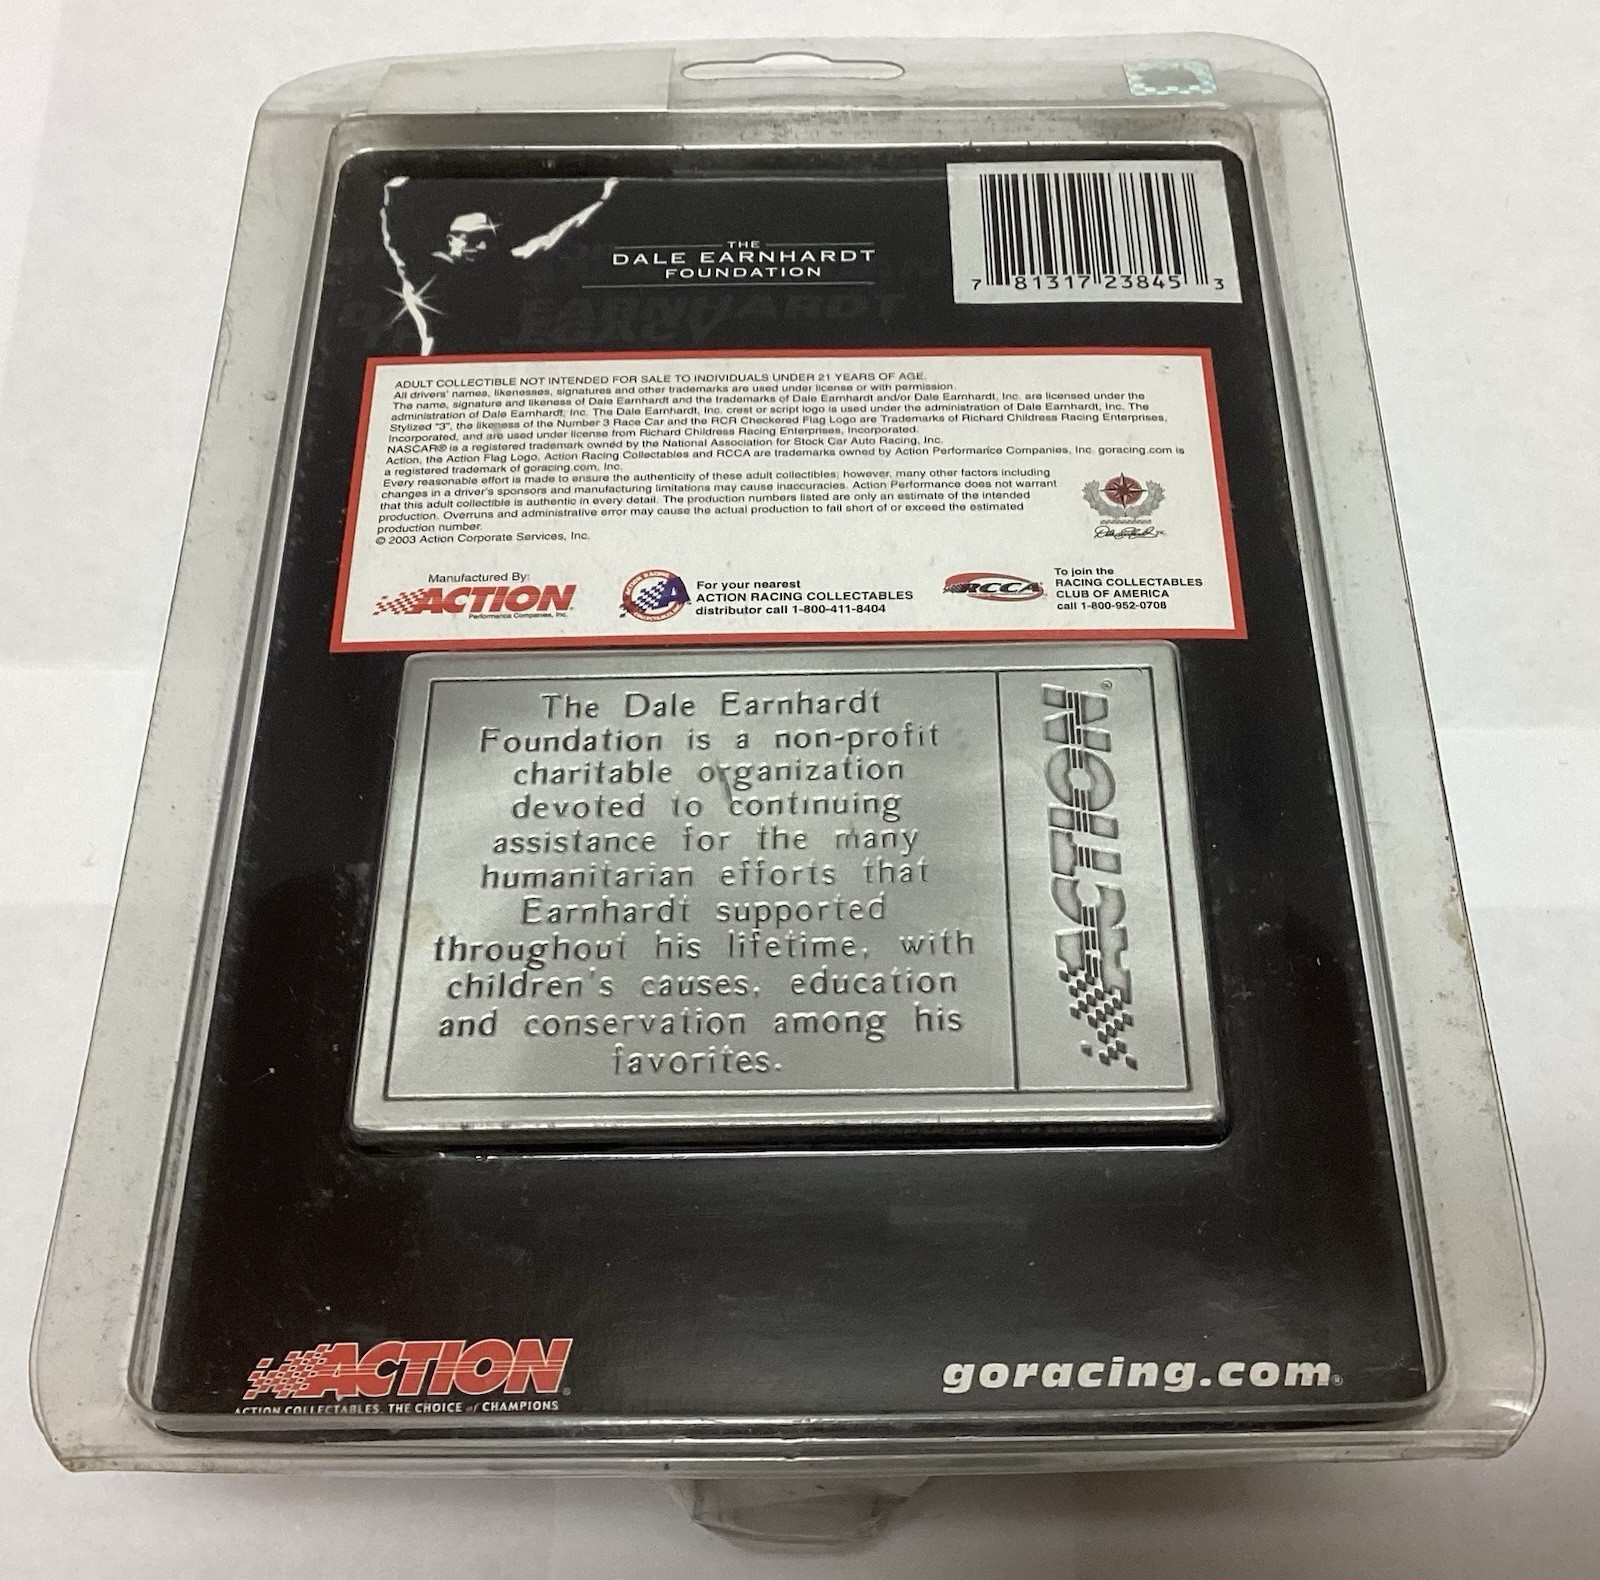 THE
DALE EARNHARDT
FOUNDATION
EARNHARDT
LEGACY
7 81317 23845 3
ADULT COLLECTIBLE NOT INTENDED FOR SALE TO INDIVIDUALS UNDER 21 YEARS OF AGE.
All drivers' names, likenesses, signatures and other trademarks are used under license or with permission.
The name, signature and likeness of Dale Earnhardt and the trademarks of Dale Earnhardt and/or Dale Earnhardt, Inc. are licensed under the
administration of Dale Earnhardt, Inc. The Dale Earnhardt, Inc. crest or script logo is used under the administration of Dale Earnhardt, Inc. The
Stylized "3", the likeness of the Number 3 Race Car and the RCR Checkered Flag Logo are Trademarks of Richard Childress Racing Enterprises,
Incorporated, and are used under license from Richard Childress Racing Enterprises, Incorporated.
NASCAR® is a registered trademark owned by the National Association for Stock Car Auto Racing, Inc.
Action, the Action Flag Logo, Action Racing Collectables and RCCA are trademarks owned by Action Performance Companies, Inc. goracing.com is
a registered trademark of goracing.com, Inc.
Every reasonable effort is made to ensure the authenticity of these adult collectibles; however, many other factors including
changes in a driver's sponsors and manufacturing limitations may cause inaccuracies. Action Performance does not warrant
that this adult collectible is authentic in every detail. The production numbers listed are only an estimate of the intended
production. Overruns and administrative error may cause the actual production to fall short of or exceed the estimated
production number.
© 2003 Action Corporate Services, Inc.
Manufactured By:
ACTION
Performance Companies, Inc.
ACTION RACING
A
For your nearest
ACTION RACING COLLECTABLES
distributor call 1-800-411-8404
RCCA
To join the
RACING COLLECTABLES
CLUB OF AMERICA
call 1-800-952-0708
The Dale Earnhardt
Foundation is a non-profit
charitable organization
devoted to continuing
assistance for the many
humanitarian efforts that
Earnhardt supported
throughout his lifetime, with
children's causes, education
and conservation among his
favorites.
ACTION®
ACTION®
ACTION COLLECTABLES. THE CHOICE of CHAMPIONS
goracing.com®